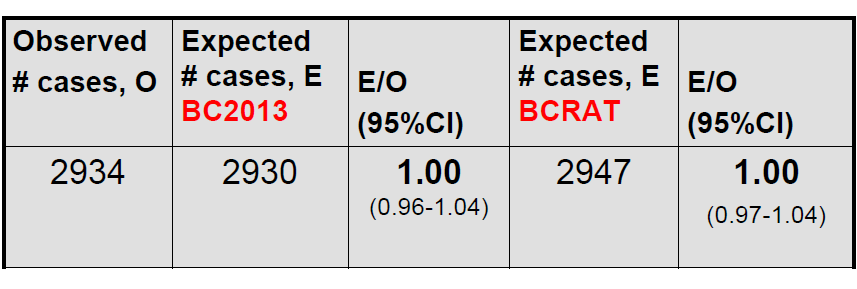 Observed
# cases, O
Expected
# cases, E
BC2013
E/O
(95%CI)
Expected
# cases, E
BCRAT
E/O
(95%CI)
2934
2930
1.00
(0.96-1.04)
2947
1.00
(0.97-1.04)